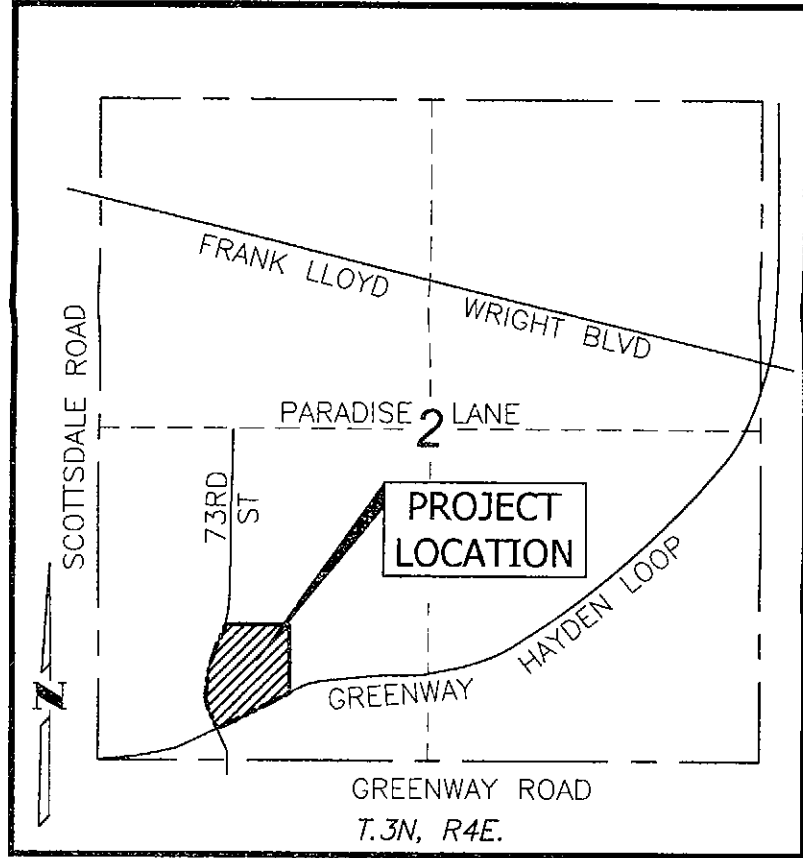 FRANK LLOYD
WRIGHT BLVD
SCOTTSDALE ROAD
PARADISE 2 LANE
73RD
ST
PROJECT
LOCATION
HAYDEN LOOP
GREENWAY
N
GREENWAY ROAD
T.3N, R4E.